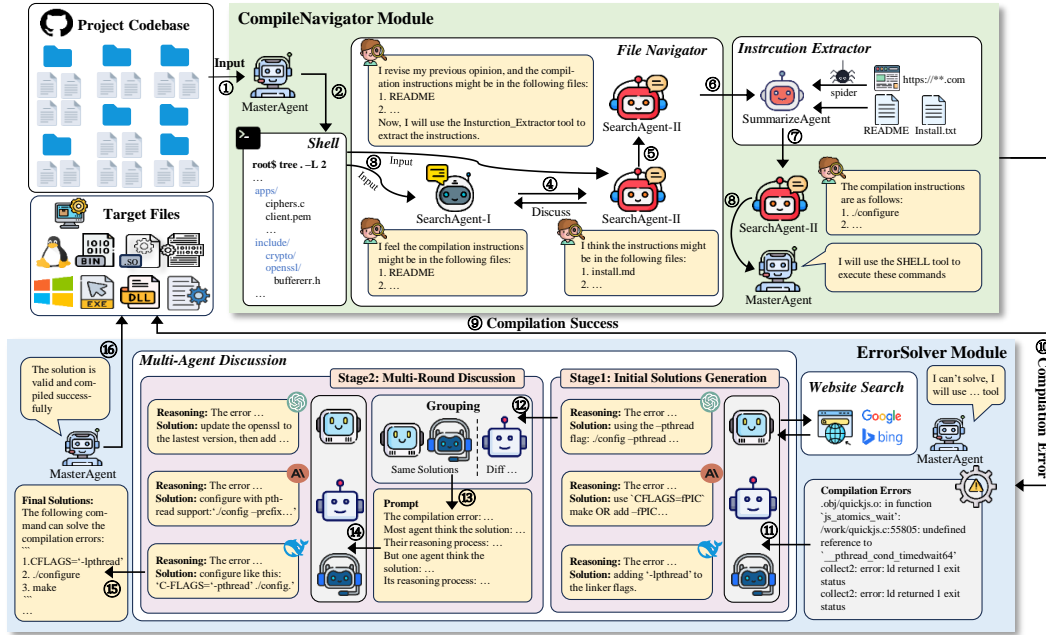 Project Codebase
Input
①
MasterAgent
②
CompileNavigator Module
File Navigator
I revise my previous opinion, and the compil-
ation instructions might be in the following files:
1. README
2. …
Now, I will use the Insturction_Extractor tool to
extract the instructions.
SearchAgent-II
⑤
⑥
Shell
root$ tree . –L 2
…
apps/
ciphers.c
client.pem
…
include/
crypto/
openssl/
buffererr.h
…
③
Input
Input
SearchAgent-I
④
Discuss
SearchAgent-II
I feel the compilation instructions
might be in the following files:
1. README
2. …
I think the instructions might
be in the following files:
1. install.md
2. …
Instrcution Extractor
SummarizeAgent
spider
https://**.com
README
Install.txt
⑦
⑧
SearchAgent-II
The compilation instructions
are as follows:
1. ./configure
2. …
MasterAgent
I will use the SHELL tool to
execute these commands
Target Files
BIN
.SO
EXE
DLL
⑨ Compilation Success
⑩ Compilation Error
ErrorSolver Module
⑯
The solution is
valid and com-
piled success-
fully
MasterAgent
Final Solutions:
The following com-
mand can solve the
compilation errors:
```
1.CFLAGS=‘-lpthread’
2. ./configure
3. make
```
…
⑮
Multi-Agent Discussion
Stage2: Multi-Round Discussion
Reasoning: The error …
Solution: update the openssl to
the lastest version, then add …
Reasoning: The error …
Solution: configure with pth-
read support:‘./config –prefix…’
Reasoning: The error …
Solution: configure like this:
‘C-FLAGS=‘-pthread’ ./config.’
Grouping
Same Solutions
Diff …
⑫
⑬
⑭
Prompt
The compilation error: …
Most agent think the solution: …
Their reasoning process: …
But one agent think the
solution: …
Its reasoning process: …
Stage1: Initial Solutions Generation
Reasoning: The error …
Solution: using the –pthread
flag: ./config –pthread …
Reasoning: The error …
Solution: use `CFLAGS=fPIC`
make OR add –fPIC…
Reasoning: The error …
Solution: adding ‘-lpthread’ to
the linker flags.
Website Search
Google
bing
I can’t solve, I
will use … tool
MasterAgent
⑪
Compilation Errors
.obj/quickjs.o: in function
`js_atomics_wait’:
/work/quickjs.c:55805: undefined
reference to
`__pthread_cond_timedwait64’
collect2: error: ld returned 1 exit
status
collect2: error: ld returned 1 exit
status